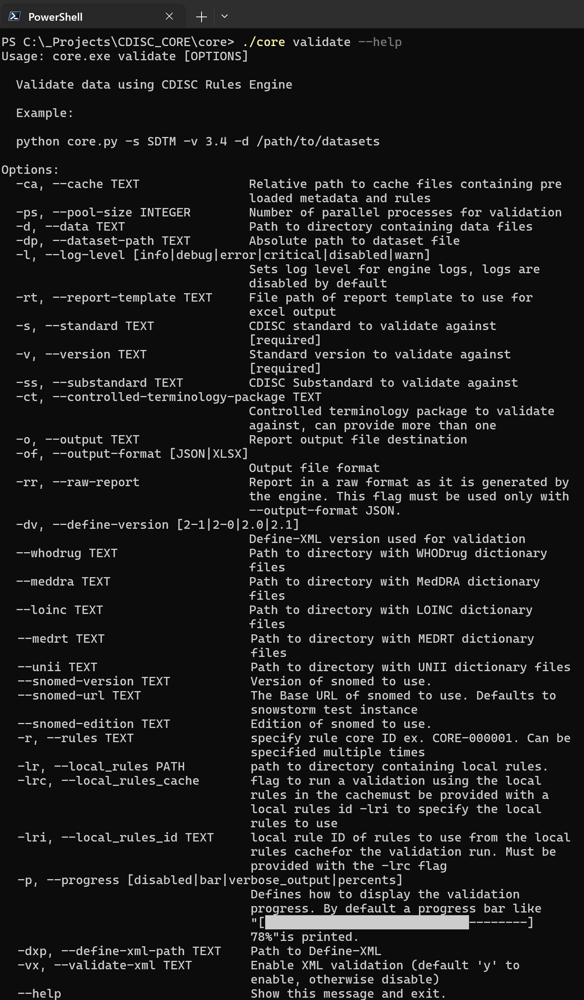 PowerShell
PS C:\_Projects\CDISC_CORE\core> ./core validate --help
Usage: core.exe validate [OPTIONS]
Validate data using CDISC Rules Engine
Example:
python core.py -s SDTM -v 3.4 -d /path/to/datasets
Options:
-ca, --cache TEXT Relative path to cache files containing pre
loaded metadata and rules
-ps, --pool-size INTEGER Number of parallel processes for validation
-d, --data TEXT Path to directory containing data files
-dp, --dataset-path TEXT Absolute path to dataset file
-l, --log-level [info|debug|error|critical|disabled|warn]
Sets log level for engine logs, logs are
disabled by default
-rt, --report-template TEXT File path of report template to use for
excel output
-s, --standard TEXT CDISC standard to validate against
[required]
-v, --version TEXT Standard version to validate against
[required]
-ss, --substandard TEXT CDISC Substandard to validate against
-ct, --controlled-terminology-package TEXT
Controlled terminology package to validate
against, can provide more than one
-o, --output TEXT Report output file destination
-of, --output-format [JSON|XLSX]
Output file format
-rr, --raw-report Report in a raw format as it is generated by
the engine. This flag must be used only with
--output-format JSON.
-dv, --define-version [2-1|2-0|2.0|2.1]
Define-XML version used for validation
--whodrug TEXT Path to directory with WHODrug dictionary
files
--meddra TEXT Path to directory with MedDRA dictionary
files
--loinc TEXT Path to directory with LOINC dictionary
files
--medrt TEXT Path to directory with MEDRT dictionary
files
--unii TEXT Path to directory with UNII dictionary files
--snomed-version TEXT Version of snomed to use.
--snomed-url TEXT The Base URL of snomed to use. Defaults to
snowstorm test instance
--snomed-edition TEXT Edition of snomed to use.
-r, --rules TEXT specify rule core ID ex. CORE-000001. Can be
specified multiple times
-lr, --local_rules PATH path to directory containing local rules.
-lrc, --local_rules_cache flag to run a validation using the local
rules in the cachemust be provided with a
local rules id -lri to specify the local
rules to use
-lri, --local_rules_id TEXT local rule ID of rules to use from the local
rules cachefor the validation run. Must be
provided with the -lrc flag
-p, --progress [disabled|bar|verbose_output|percents]
Defines how to display the validation
progress. By default a progress bar like
"[████████████████████████████--------]
78%"is printed.
-dxp, --define-xml-path TEXT Path to Define-XML
-vx, --validate-xml TEXT Enable XML validation (default 'y' to
enable, otherwise disable)
--help Show this message and exit.